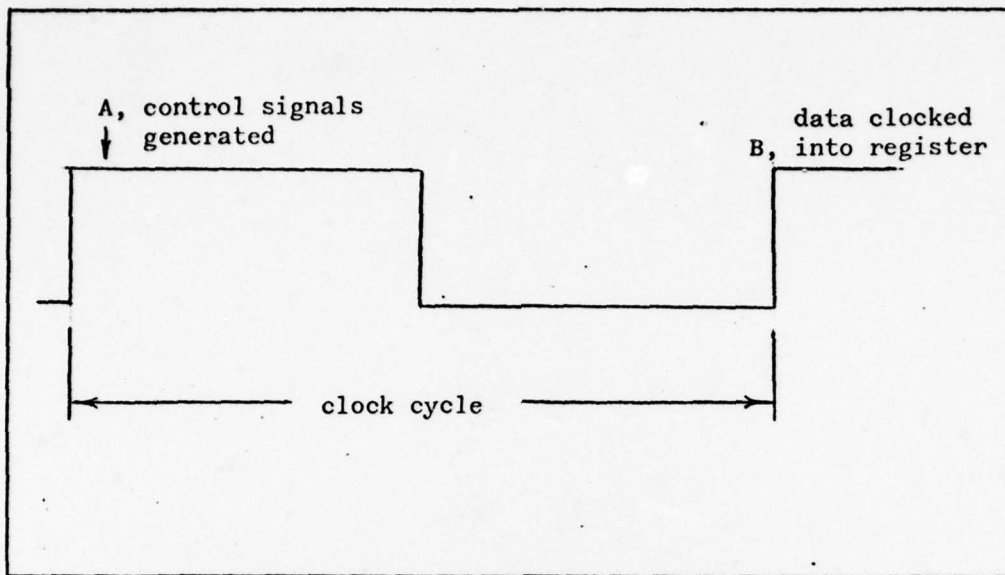 A, control signals
generated
data clocked
B, into register
clock cycle